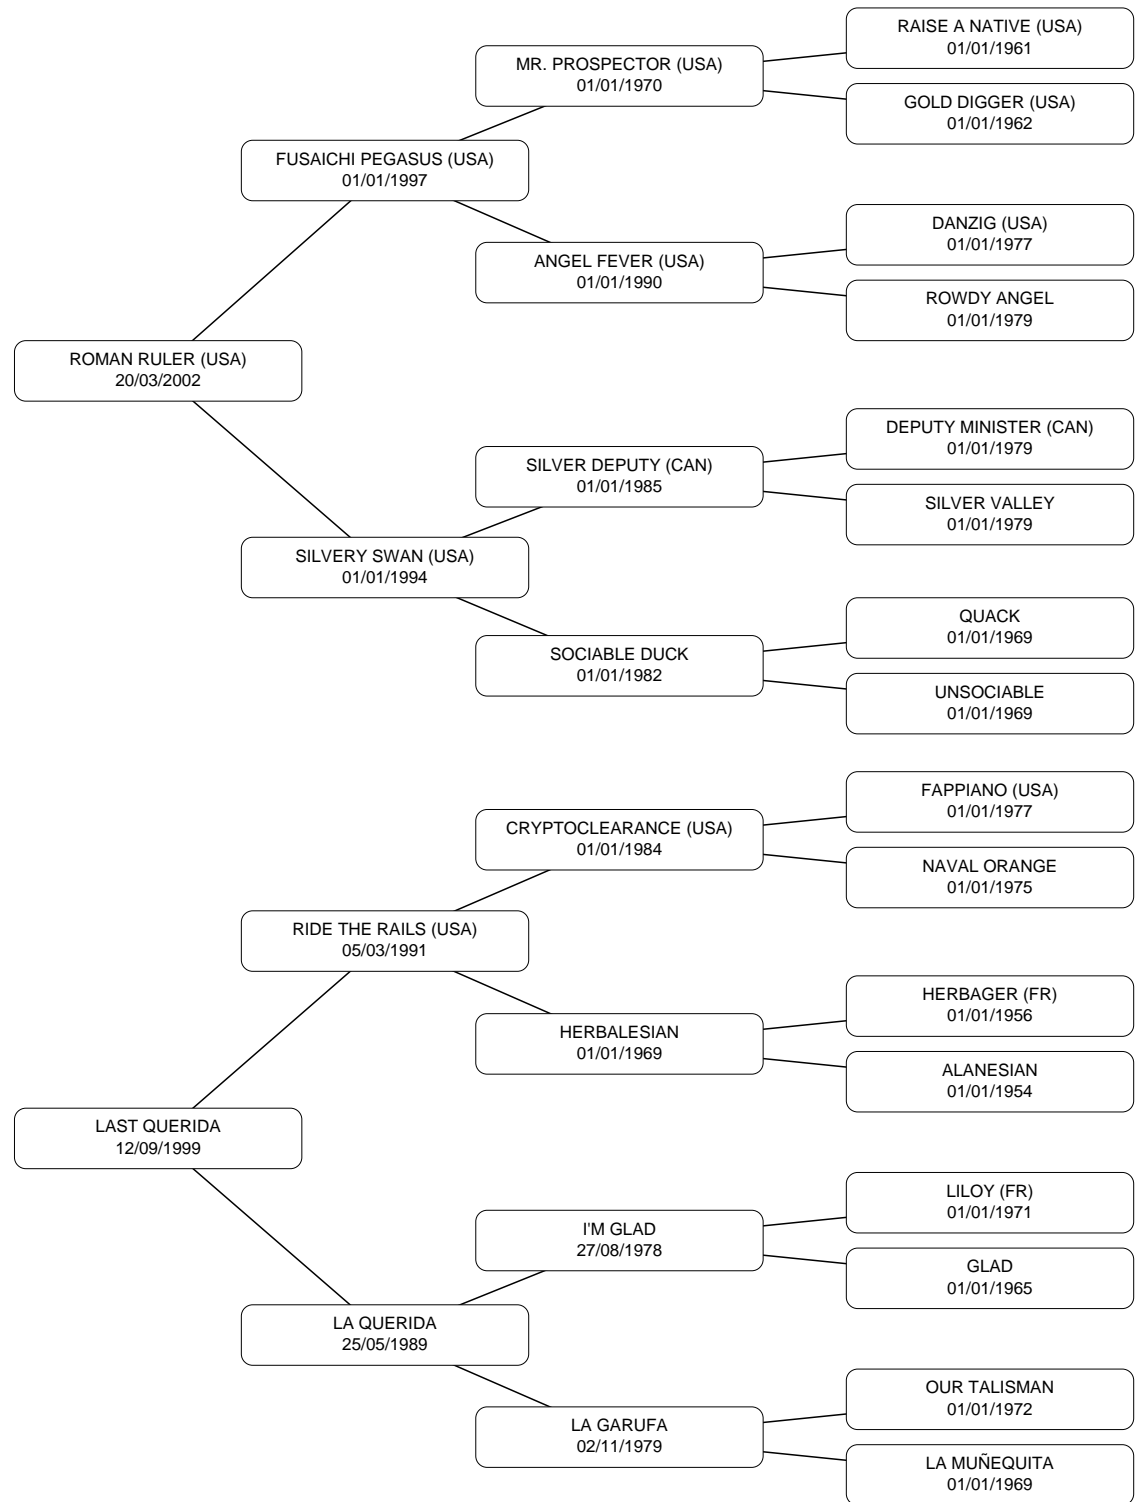 RAISE A NATIVE (USA)
01/01/1961
MR. PROSPECTOR (USA)
01/01/1970
GOLD DIGGER (USA)
01/01/1962
FUSAICHI PEGASUS (USA)
01/01/1997
DANZIG (USA)
01/01/1977
ANGEL FEVER (USA)
01/01/1990
ROWDY ANGEL
01/01/1979
ROMAN RULER (USA)
20/03/2002
DEPUTY MINISTER (CAN)
01/01/1979
SILVER DEPUTY (CAN)
01/01/1985
SILVER VALLEY
01/01/1979
SILVERY SWAN (USA)
01/01/1994
QUACK
01/01/1969
SOCIABLE DUCK
01/01/1982
UNSOCIABLE
01/01/1969
FAPPIANO (USA)
01/01/1977
CRYPTOCLEARANCE (USA)
01/01/1984
NAVAL ORANGE
01/01/1975
RIDE THE RAILS (USA)
05/03/1991
HERBAGER (FR)
01/01/1956
HERBALESIAN
01/01/1969
ALANESIAN
01/01/1954
LAST QUERIDA
12/09/1999
LILOY (FR)
01/01/1971
I'M GLAD
27/08/1978
GLAD
01/01/1965
LA QUERIDA
25/05/1989
OUR TALISMAN
01/01/1972
LA GARUFA
02/11/1979
LA MUÑEQUITA
01/01/1969